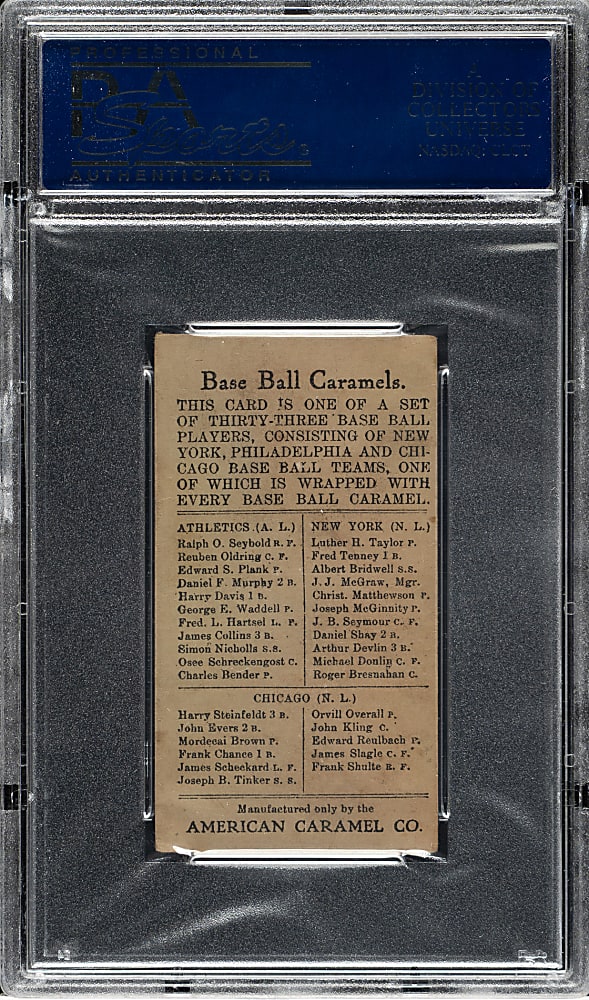 PROFESSIONAL
PSA
Sports
AUTHENTICATOR
A
DIVISION OF
COLLECTORS
UNIVERSE
NASDAQ: CLCT
Base Ball Caramels.
THIS CARD IS ONE OF A SET
OF THIRTY-THREE BASE BALL
PLAYERS, CONSISTING OF NEW
YORK, PHILADELPHIA AND CHI-
CAGO BASE BALL TEAMS, ONE
OF WHICH IS WRAPPED WITH
EVERY BASE BALL CARAMEL.
ATHLETICS (A. L.)
Ralph O. Seybold R. F.
Reuben Oldring C. F.
Edward S. Plank P.
Daniel F. Murphy 2 B.
Harry Davis 1 B.
George E. Waddell P.
Fred. L. Hartsel L. F.
James Collins 3 B.
Simon Nicholls S.S.
Osee Schreckengost C.
Charles Bender P.
NEW YORK (N. L.)
Luther H. Taylor P.
Fred Tenney 1 B.
Albert Bridwell S.S.
J. J. McGraw, Mgr.
Christ. Matthewson P.
Joseph McGinnity P.
J. B. Seymour C. F.
Daniel Shay 2 B.
Arthur Devlin 3 B.
Michael Donlin C. F.
Roger Bresnahan C.
CHICAGO (N. L.)
Harry Steinfeldt 3 B.
John Evers 2 B.
Mordecai Brown P.
Frank Chance 1 B.
James Scheckard L. F.
Joseph B. Tinker S. S.
Orvill Overall P.
John Kling C.
Edward Reulbach P.
James Slagle C. F.
Frank Shulte R. F.
Manufactured only by the
AMERICAN CARAMEL CO.